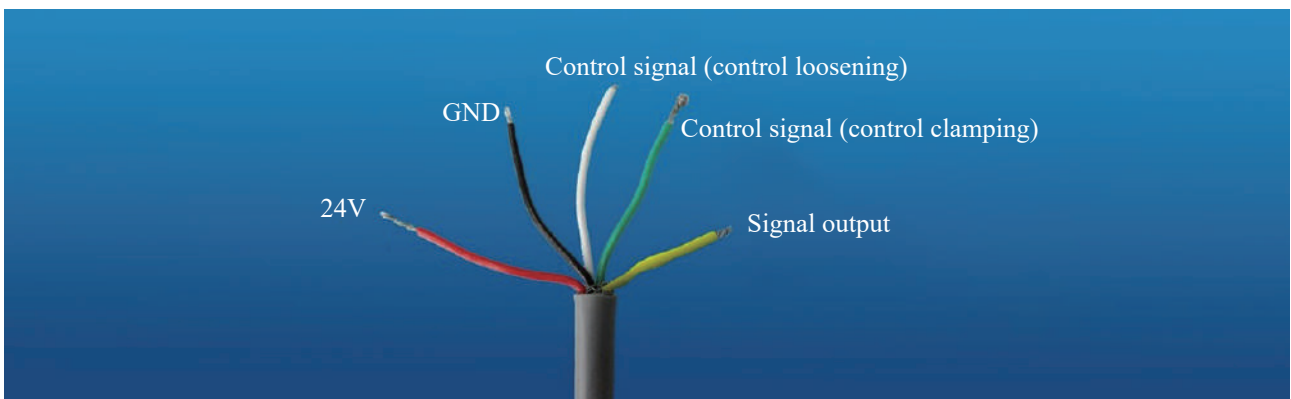 Control signal (control loosening)
GND
Control signal (control clamping)
24V
Signal output